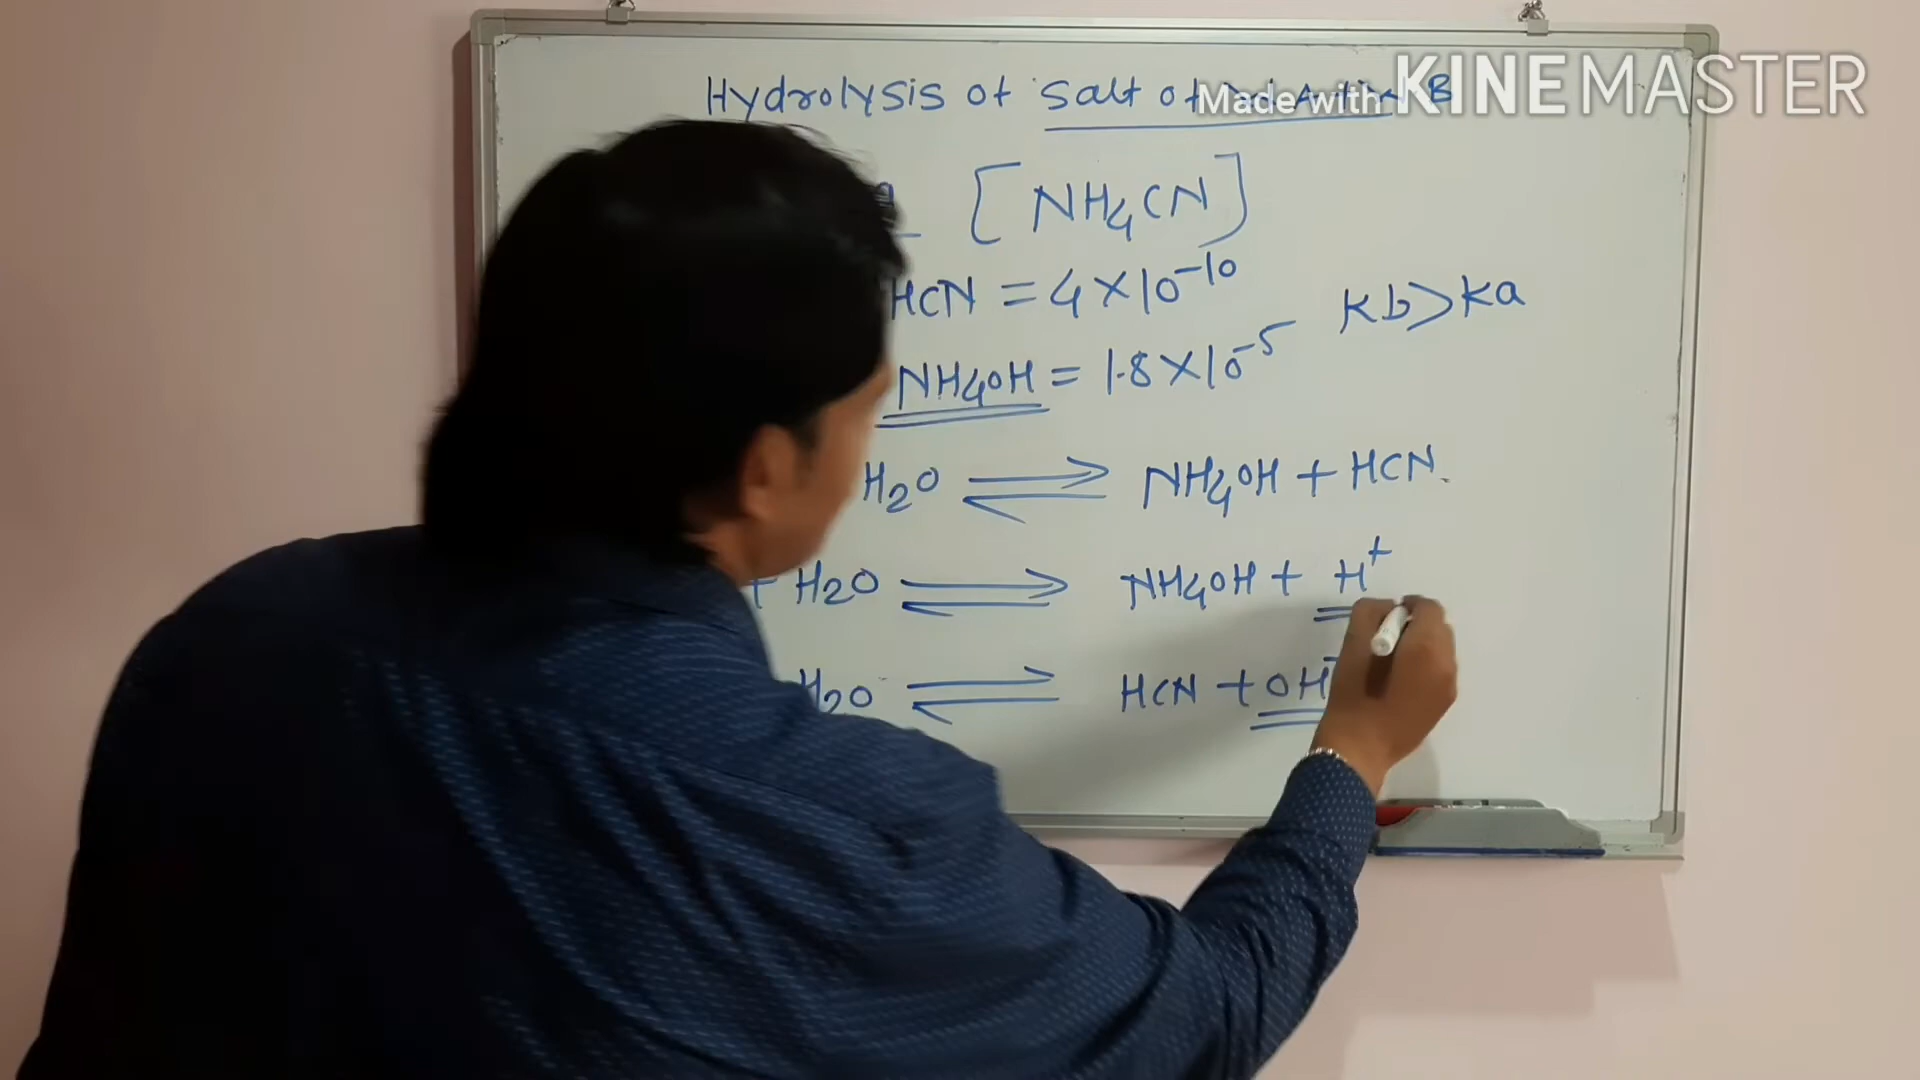 Hydrolysis of Salt of B
Made with KINEMASTER
[NH4CN]
HCN = 4×10⁻¹⁰
Kb>Ka
NH4OH = 1.8×10⁻⁵
H2O ⇌ NH4OH + HCN.
+ H2O ⇌ NH4OH + H⁺
H2O ⇌ HCN + OH⁻